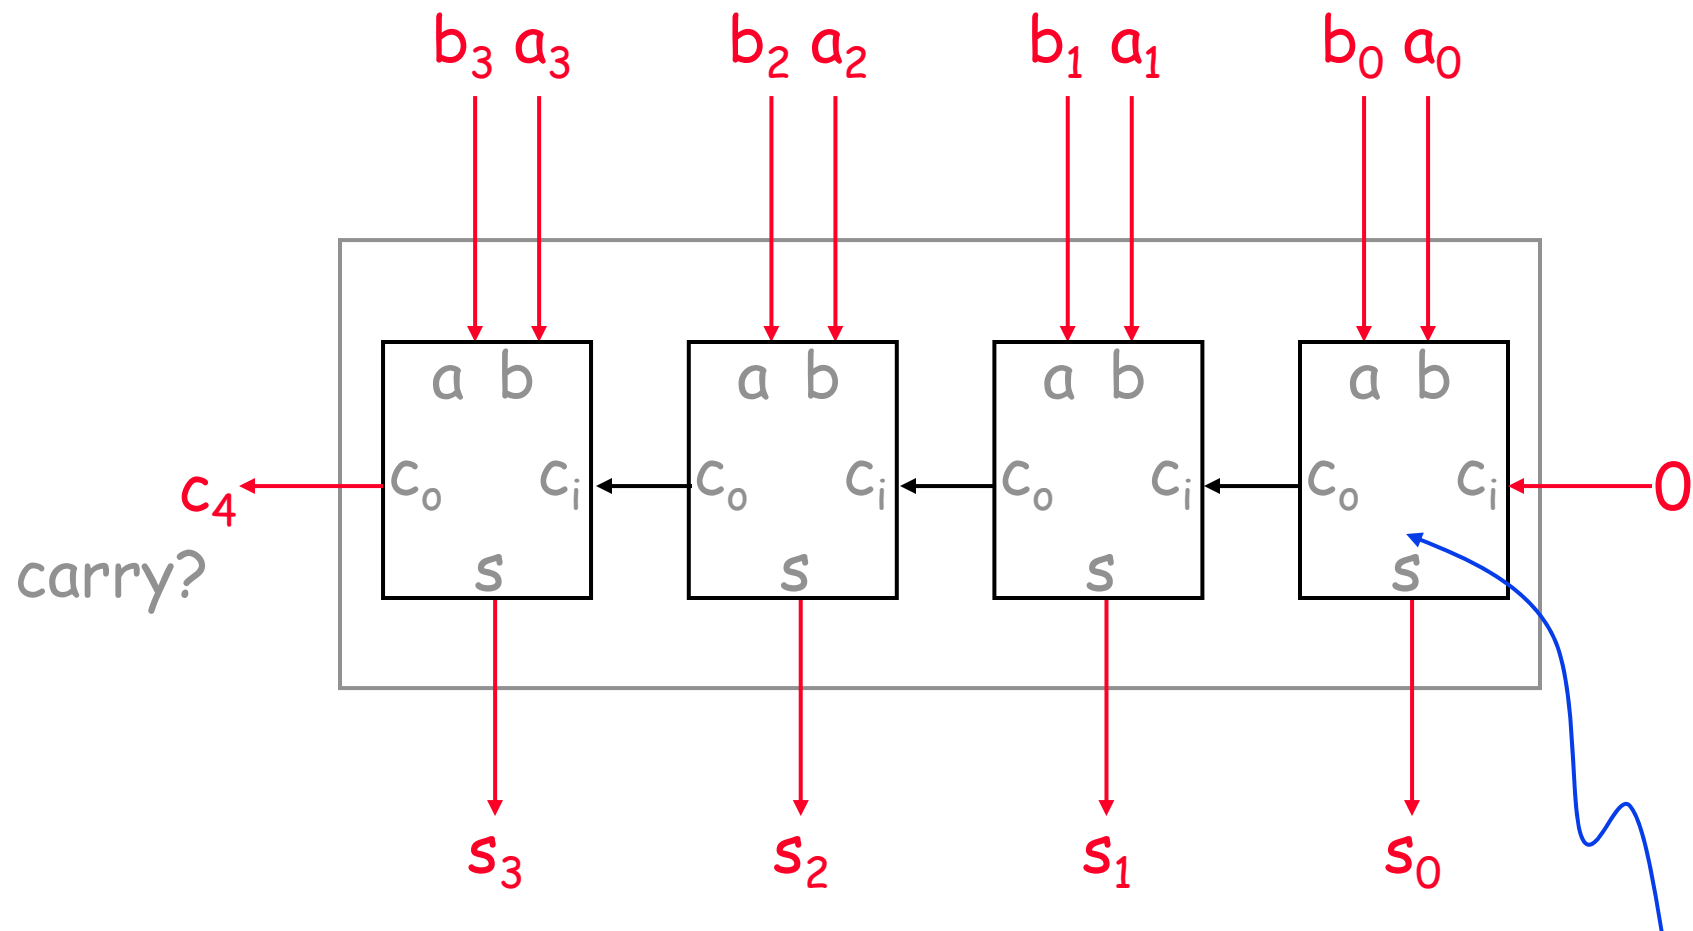 b₃ a₃ b₂ a₂ b₁ a₁ b₀ a₀
a b a b a b a b
c₄ cₒ cᵢ cₒ cᵢ cₒ cᵢ cₒ cᵢ 0
carry? s s s s
s₃ s₂ s₁ s₀